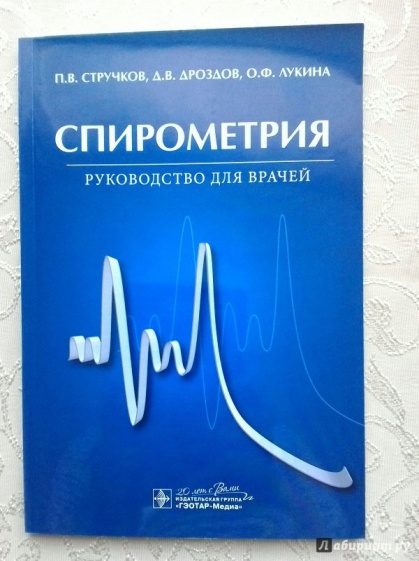 П.В. СТРУЧКОВ, Д.В. ДРОЗДОВ, О.Ф. ЛУКИНА
СПИРОМЕТРИЯ
РУКОВОДСТВО ДЛЯ ВРАЧЕЙ
20 лет с Вами
ИЗДАТЕЛЬСКАЯ ГРУППА
«ГЭОТАР-Медиа»
Лабиринт.ру